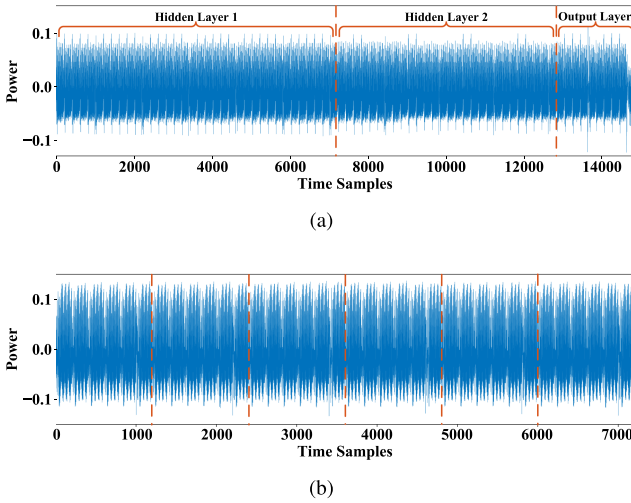 Hidden Layer 1 Hidden Layer 2 Output Layer
0.1
0.0
−0.1
Power
0 2000 4000 6000 8000 10000 12000 14000
Time Samples
(a)
0.1
0.0
−0.1
Power
0 1000 2000 3000 4000 5000 6000 7000
Time Samples
(b)